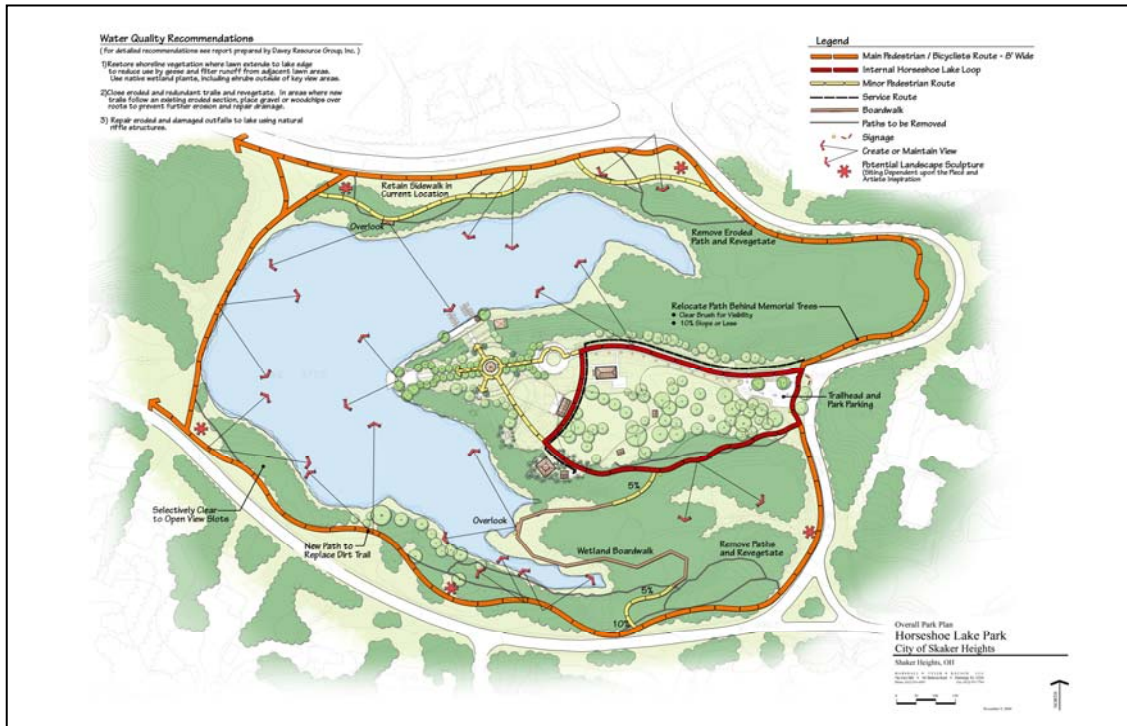 Water Quality Recommendations
( For detailed recommendations see report prepared by Davey Resource Group, Inc. )
1)Restore shoreline vegetation where lawn extends to lake edge
to reduce use by geese and filter runoff from adjacent lawn areas.
Use native wetland plants, including shrubs outside of key view areas.
2)Close eroded and redundant trails and revegetate. In areas where new
trails follow an existing eroded section, place gravel or woodchips over
roots to prevent further erosion and repair drainage.
3) Repair eroded and damaged outfalls to lake using natural
riffle structures.
Legend
Main Pedestrian / Bicyclists Route - 8' Wide
Internal Horseshoe Lake Loop
Minor Pedestrian Route
Service Route
Boardwalk
Paths to be Removed
Signage
Create or Maintain View
Potential Landscape Sculpture
(Siting Dependent upon the Place and
Artistic Inspiration
Retain Sidewalk in
Current Location
Overlook
Remove Eroded
Path and Revegetate
Relocate Path Behind Memorial Trees
Clear Brush for Visibility
10% Slope or Less
Trailhead and
Park Parking
5%
Selectively Clear
to Open View Slots
Overlook
New Path to
Replace Dirt Trail
Wetland Boardwalk
Remove Paths
and Revegetate
5%
10%
Overall Park Plan
Horseshoe Lake Park
City of Skaker Heights
Shaker Heights, OH
NORTH